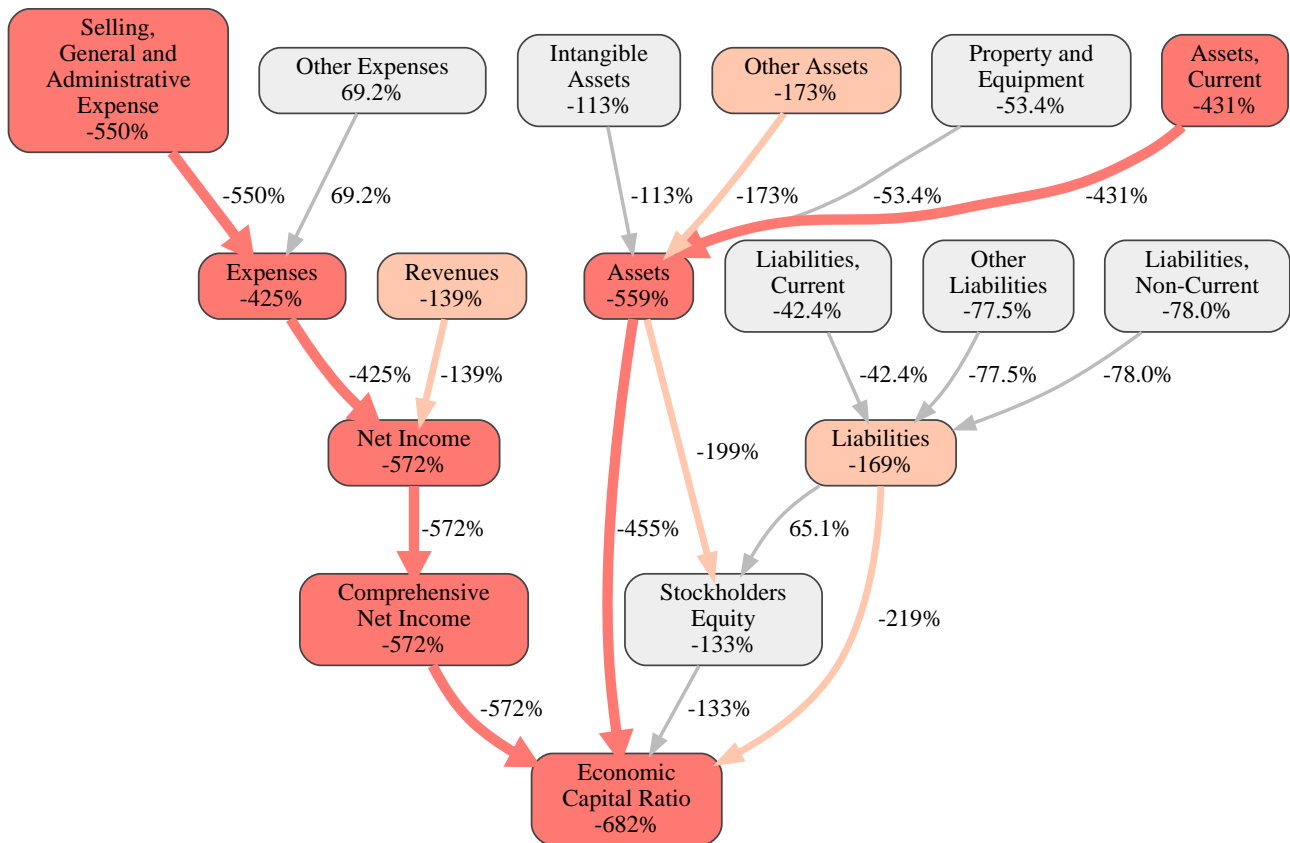 Selling,
General and
Administrative
Expense
-550%
Other Expenses
69.2%
Intangible
Assets
-113%
Other Assets
-173%
Property and
Equipment
-53.4%
Assets,
Current
-431%
-550%
69.2%
-113%
-173%
-53.4%
-431%
Expenses
-425%
Revenues
-139%
Assets
-559%
Liabilities,
Current
-42.4%
Other
Liabilities
-77.5%
Liabilities,
Non-Current
-78.0%
-425%
-139%
-42.4%
-77.5%
-78.0%
Net Income
-572%
Liabilities
-169%
-199%
-572%
-455%
65.1%
Comprehensive
Net Income
-572%
Stockholders
Equity
-133%
-219%
-572%
-133%
Economic
Capital Ratio
-682%